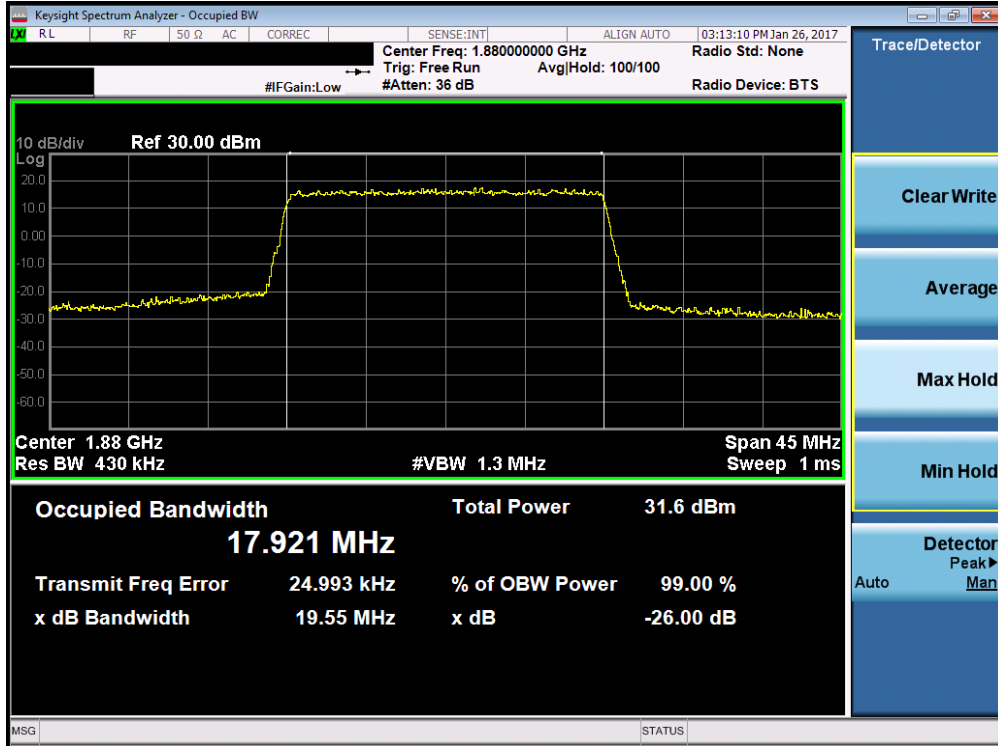 Keysight Spectrum Analyzer - Occupied BW
LXI RL RF 50 Ω AC CORREC SENSE:INT ALIGN AUTO 03:13:10 PM Jan 26, 2017
Center Freq: 1.880000000 GHz Radio Std: None
Trig: Free Run Avg|Hold: 100/100
#IFGain:Low #Atten: 36 dB Radio Device: BTS
10 dB/div Ref 30.00 dBm
Log
20.0
10.0
0.00
-10.0
-20.0
-30.0
-40.0
-50.0
-60.0
Center 1.88 GHz Span 45 MHz
Res BW 430 kHz #VBW 1.3 MHz Sweep 1 ms
Occupied Bandwidth Total Power 31.6 dBm
17.921 MHz
Transmit Freq Error 24.993 kHz % of OBW Power 99.00 %
x dB Bandwidth 19.55 MHz x dB -26.00 dB
MSG STATUS
Trace/Detector
Clear Write
Average
Max Hold
Min Hold
Detector
Peak▶
Auto Man